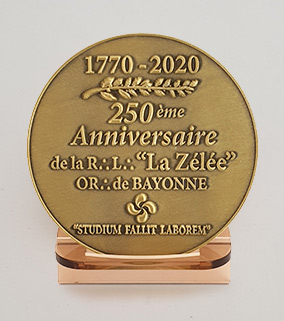 1770 - 2020
250ème
Anniversaire
de la R∴ L∴ "La Zélée"
OR∴ de BAYONNE
"STUDIUM FALLIT LABOREM"